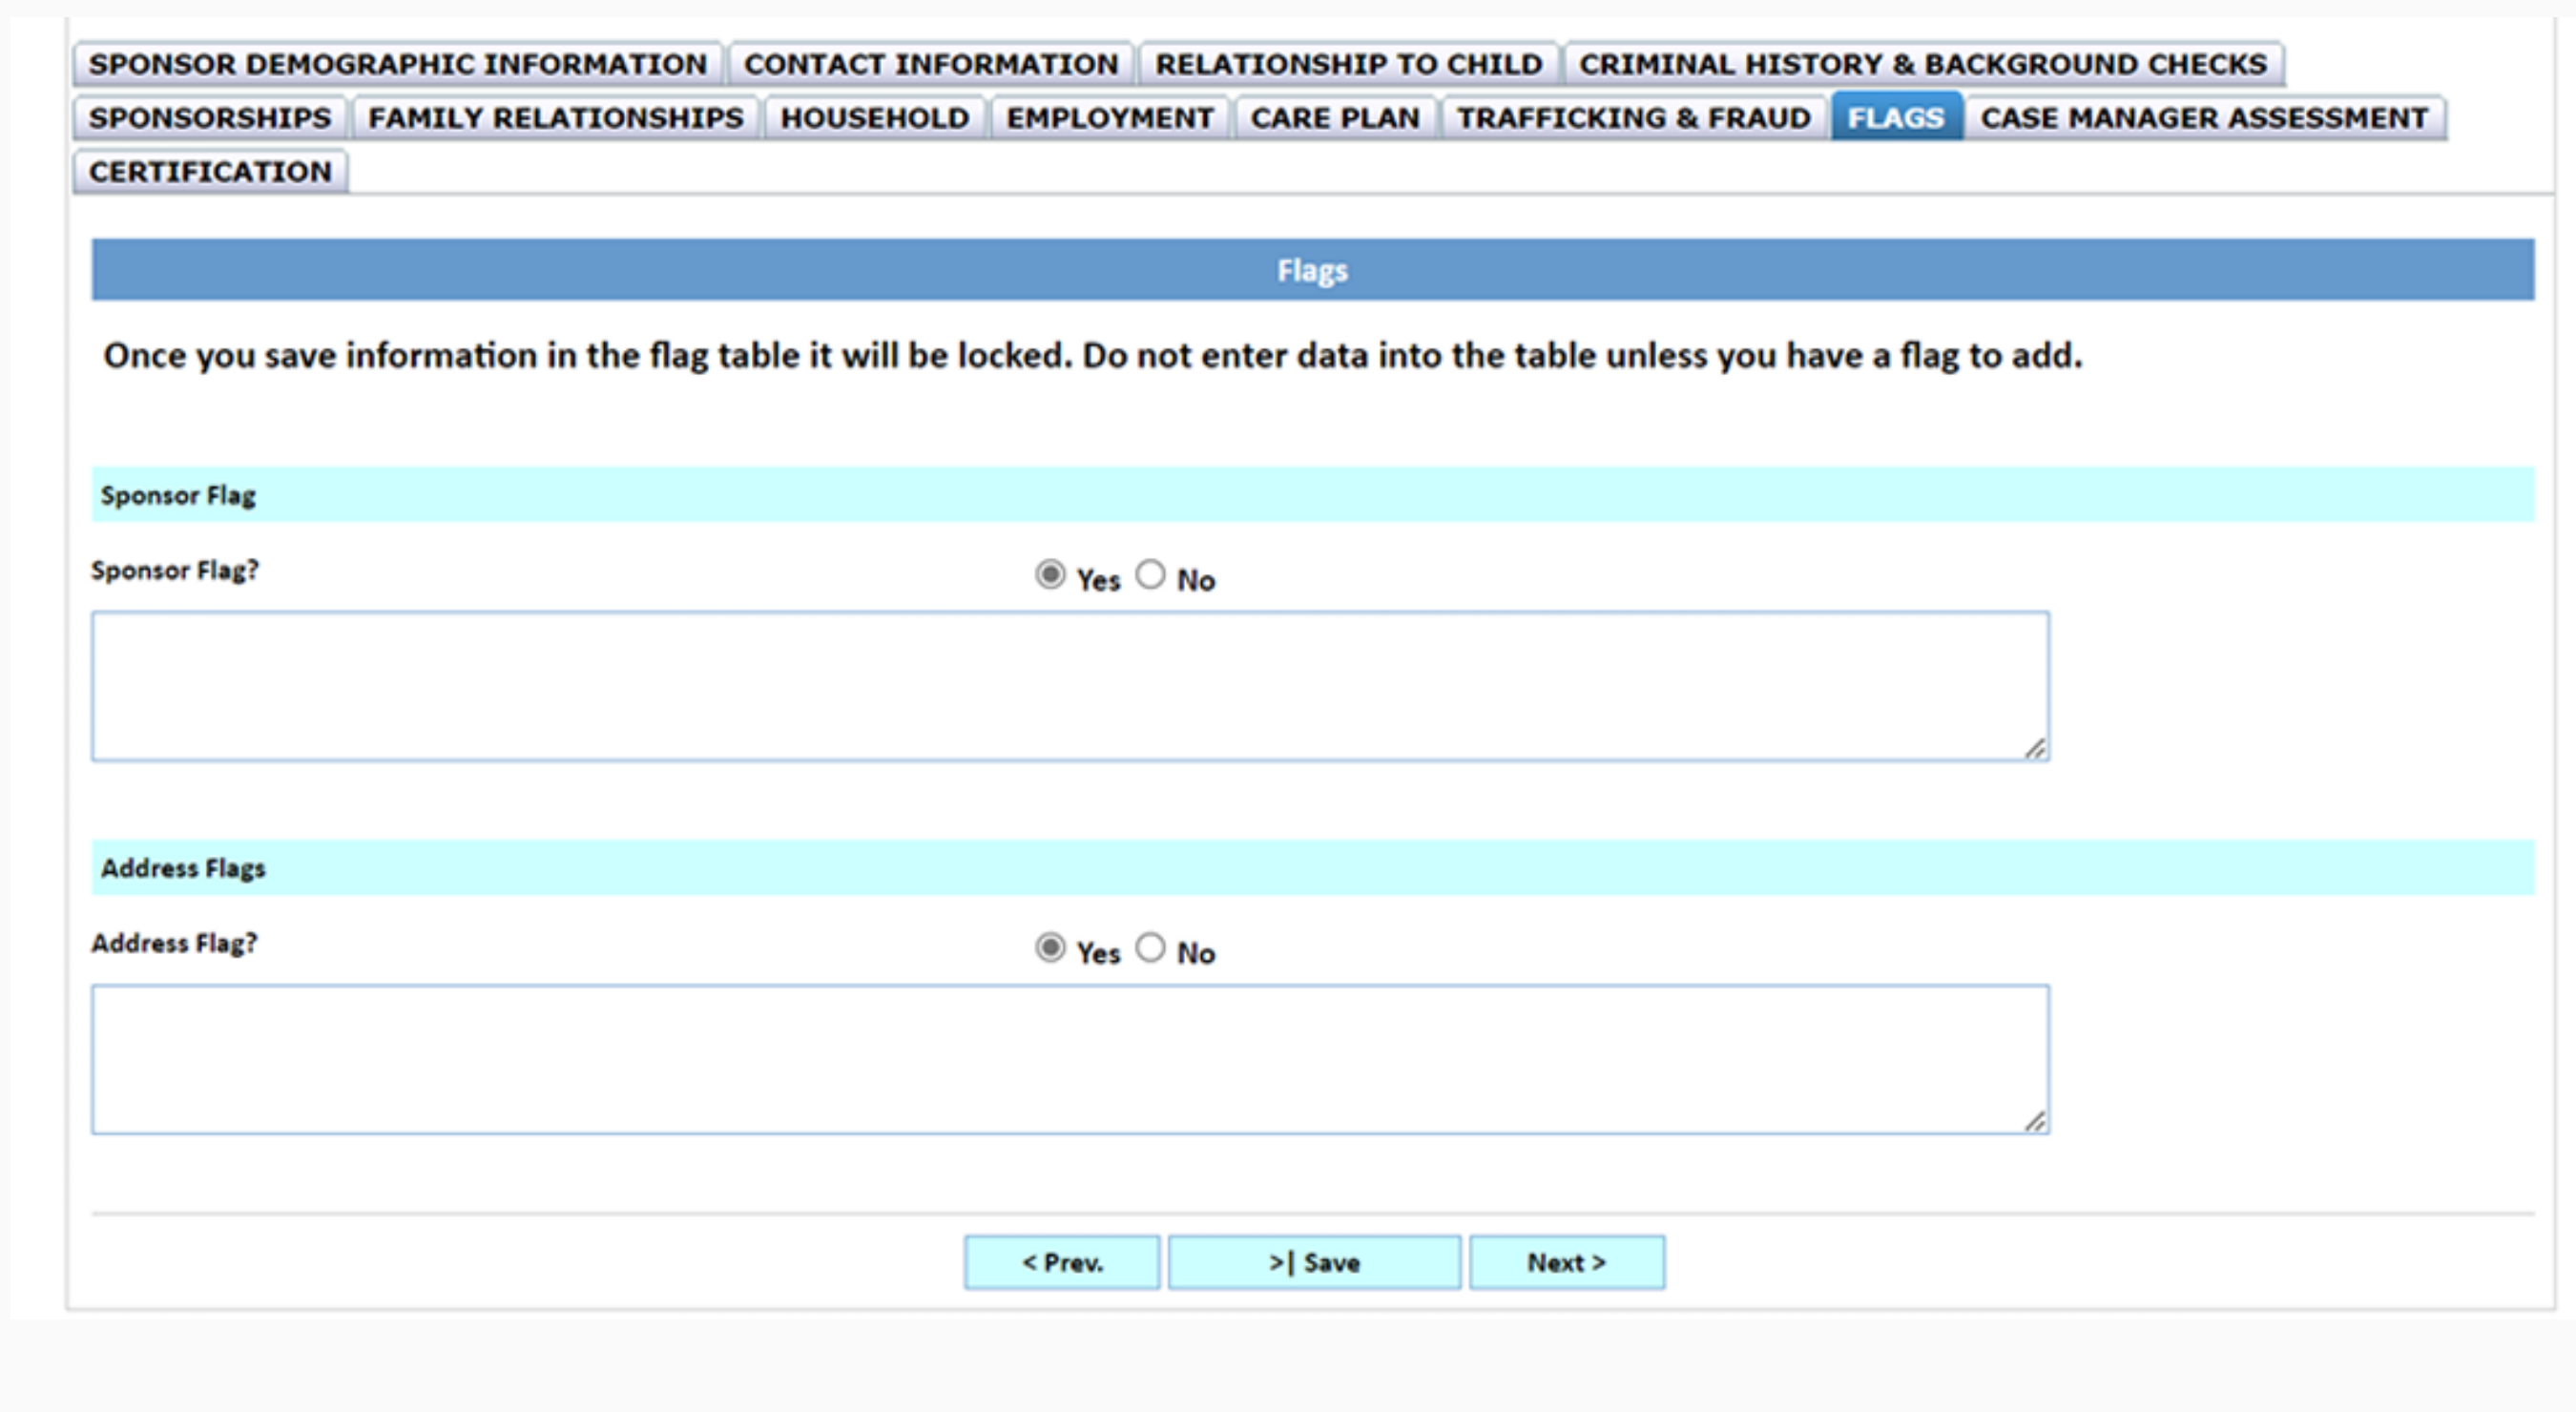 SPONSOR DEMOGRAPHIC INFORMATION CONTACT INFORMATION RELATIONSHIP TO CHILD CRIMINAL HISTORY & BACKGROUND CHECKS
SPONSORSHIPS FAMILY RELATIONSHIPS HOUSEHOLD EMPLOYMENT CARE PLAN TRAFFICKING & FRAUD FLAGS CASE MANAGER ASSESSMENT
CERTIFICATION
Flags
Once you save information in the flag table it will be locked. Do not enter data into the table unless you have a flag to add.
Sponsor Flag
Sponsor Flag? Yes No
Address Flags
Address Flag? Yes No
< Prev. >| Save Next >